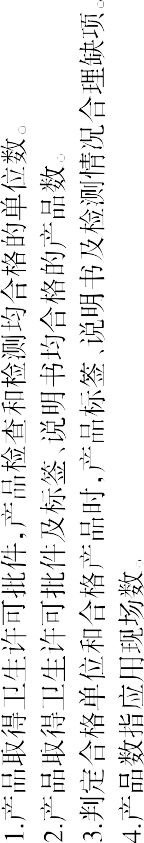 1.产品取得卫生许可批件,产品检查和检测均合格的单位数。
2.产品取得卫生许可批件及标签、说明书均合格的产品数。
3.判定合格单位和合格产品时,产品标签、说明书及检测情况合理缺项。
4.产品数指应用现场数。